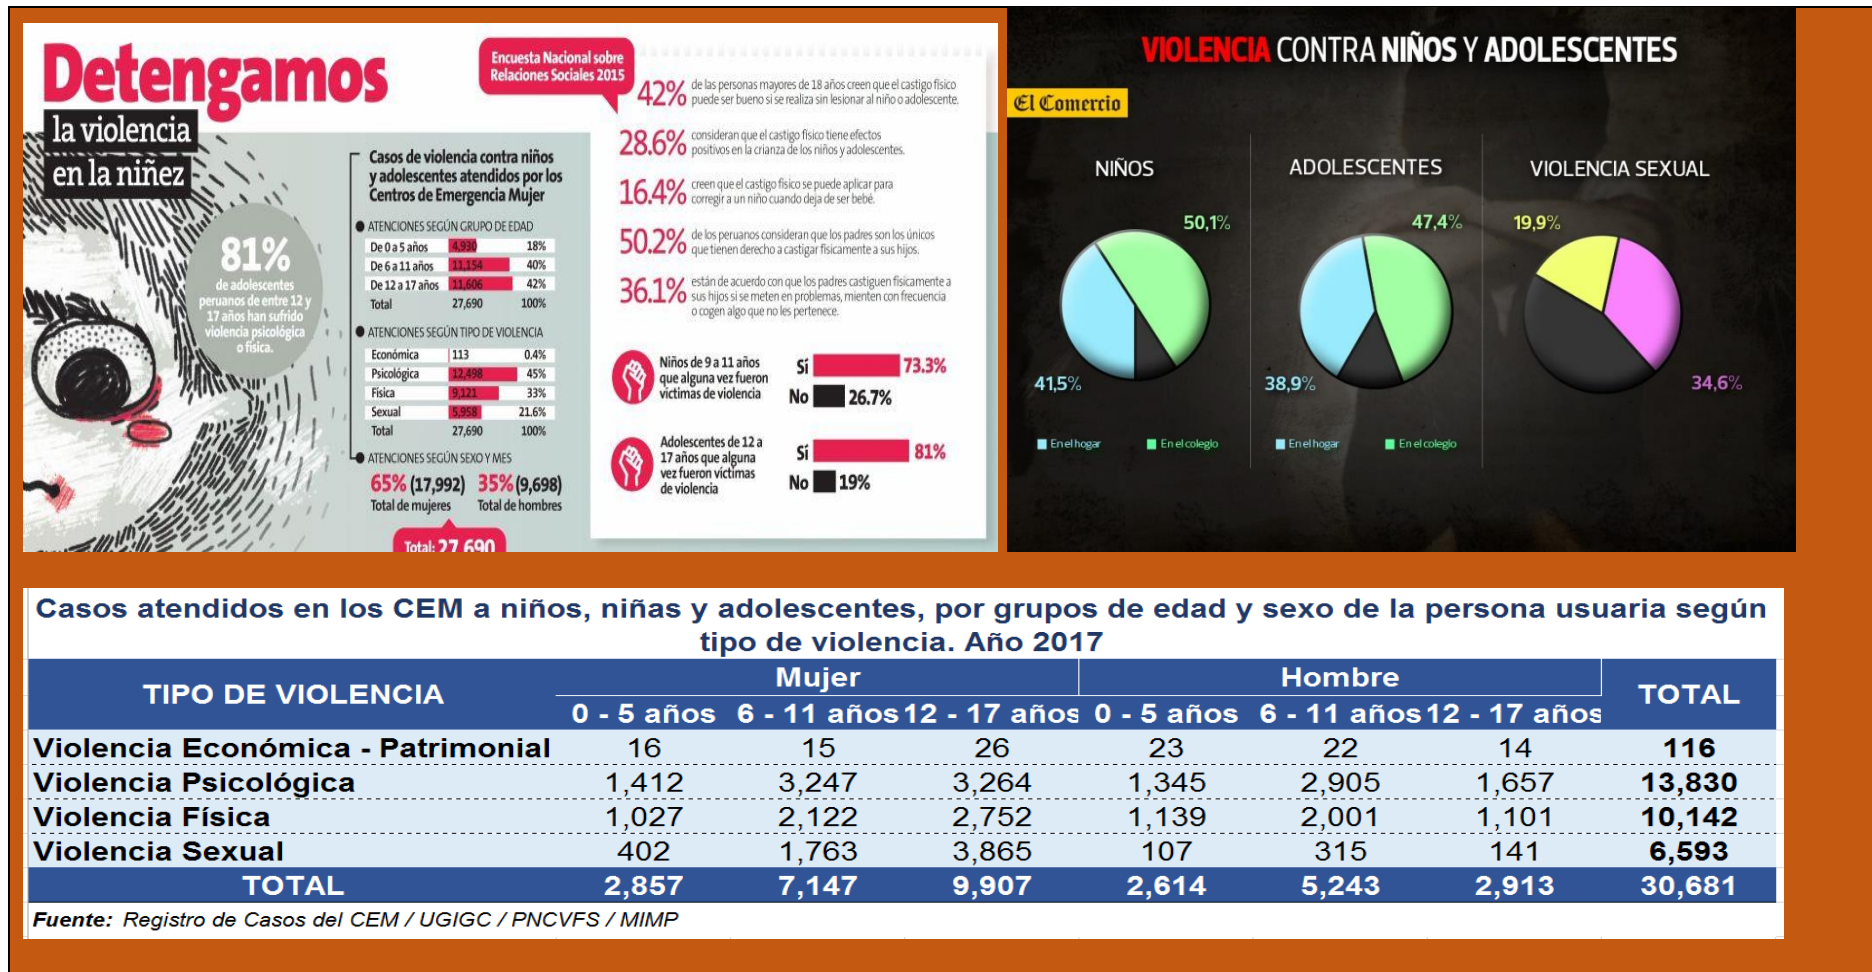 Detengamos
la violencia
en la niñez
81%
de adolescentes
peruanos de entre 12 y
17 años han sufrido
violencia psicológica
o física.
Casos de violencia contra niños
y adolescentes atendidos por los
Centros de Emergencia Mujer
ATENCIONES SEGÚN GRUPO DE EDAD
De 0 a 5 años 4,930 18%
De 6 a 11 años 11,154 40%
De 12 a 17 años 11,606 42%
Total 27,690 100%
ATENCIONES SEGÚN TIPO DE VIOLENCIA
Económica 113 0.4%
Psicológica 12,498 45%
Física 9,121 33%
Sexual 5,958 21.6%
Total 27,690 100%
ATENCIONES SEGÚN SEXO Y MES
65% (17,992) 35% (9,698)
Total de mujeres Total de hombres
Total: 27,690
Encuesta Nacional sobre
Relaciones Sociales 2015
42% de las personas mayores de 18 años creen que el castigo físico
puede ser bueno si se realiza sin lesionar al niño o adolescente.
28.6% consideran que el castigo físico tiene efectos
positivos en la crianza de los niños y adolescentes.
16.4% creen que el castigo físico se puede aplicar para
corregir a un niño cuando deja de ser bebé.
50.2% de los peruanos consideran que los padres son los únicos
que tienen derecho a castigar físicamente a sus hijos.
36.1% están de acuerdo con que los padres castiguen físicamente a
sus hijos si se meten en problemas, mienten con frecuencia
o cogen algo que no les pertenece.
Niños de 9 a 11 años
que alguna vez fueron
víctimas de violencia
Sí 73.3%
No 26.7%
Adolescentes de 12 a
17 años que alguna
vez fueron víctimas
de violencia
Sí 81%
No 19%
VIOLENCIA CONTRA NIÑOS Y ADOLESCENTES
El Comercio
NIÑOS
50,1%
41,5%
En el hogar En el colegio
ADOLESCENTES
47,4%
38,9%
En el hogar En el colegio
VIOLENCIA SEXUAL
19,9%
34,6%
Casos atendidos en los CEM a niños, niñas y adolescentes, por grupos de edad y sexo de la persona usuaria según
tipo de violencia. Año 2017
TIPO DE VIOLENCIA Mujer Hombre TOTAL
0 - 5 años 6 - 11 años 12 - 17 años 0 - 5 años 6 - 11 años 12 - 17 años
Violencia Económica - Patrimonial 16 15 26 23 22 14 116
Violencia Psicológica 1,412 3,247 3,264 1,345 2,905 1,657 13,830
Violencia Física 1,027 2,122 2,752 1,139 2,001 1,101 10,142
Violencia Sexual 402 1,763 3,865 107 315 141 6,593
TOTAL 2,857 7,147 9,907 2,614 5,243 2,913 30,681
Fuente: Registro de Casos del CEM / UGIGC / PNCVFS / MIMP